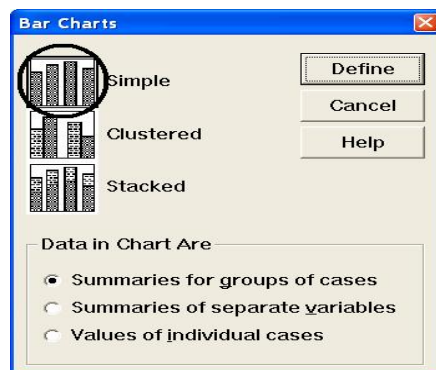 Bar Charts
Simple
Clustered
Stacked
Define
Cancel
Help
Data in Chart Are
Summaries for groups of cases
Summaries of separate variables
Values of individual cases